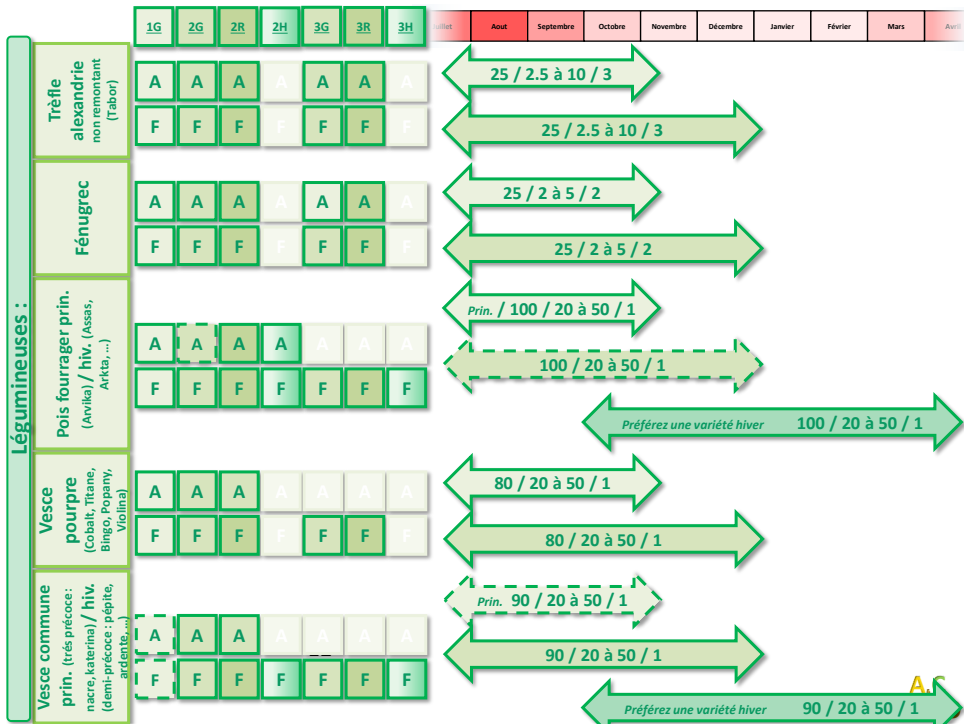 1G 2G 2R 2H 3G 3R 3H
Juillet Aout Septembre Octobre Novembre Décembre Janvier Février Mars Avril
Légumineuses :
Trèfle
alexandrie
non remontant
(Tabor)
A A A A A A A
F F F F F F F
25 / 2.5 à 10 / 3
25 / 2.5 à 10 / 3
Fénugrec
A A A A A A A
F F F F F F F
25 / 2 à 5 / 2
25 / 2 à 5 / 2
Pois fourrager prin.
(Arvika) / hiv. (Assas,
Arkta, ...)
A A A A A A A
F F F F F F F
Prin. / 100 / 20 à 50 / 1
100 / 20 à 50 / 1
Préférez une variété hiver 100 / 20 à 50 / 1
Vesce
pourpre
(Cobalt, Titane,
Bingo, Popany,
Violina)
A A A A A A A
F F F F F F F
80 / 20 à 50 / 1
80 / 20 à 50 / 1
Vesce commune
prin. (trés précoce :
nacre, katerina) / hiv.
(demi-précoce : pépite,
ardente, ...)
A A A A A A A
F F F F F F F
Prin. 90 / 20 à 50 / 1
90 / 20 à 50 / 1
Préférez une variété hiver 90 / 20 à 50 / 1